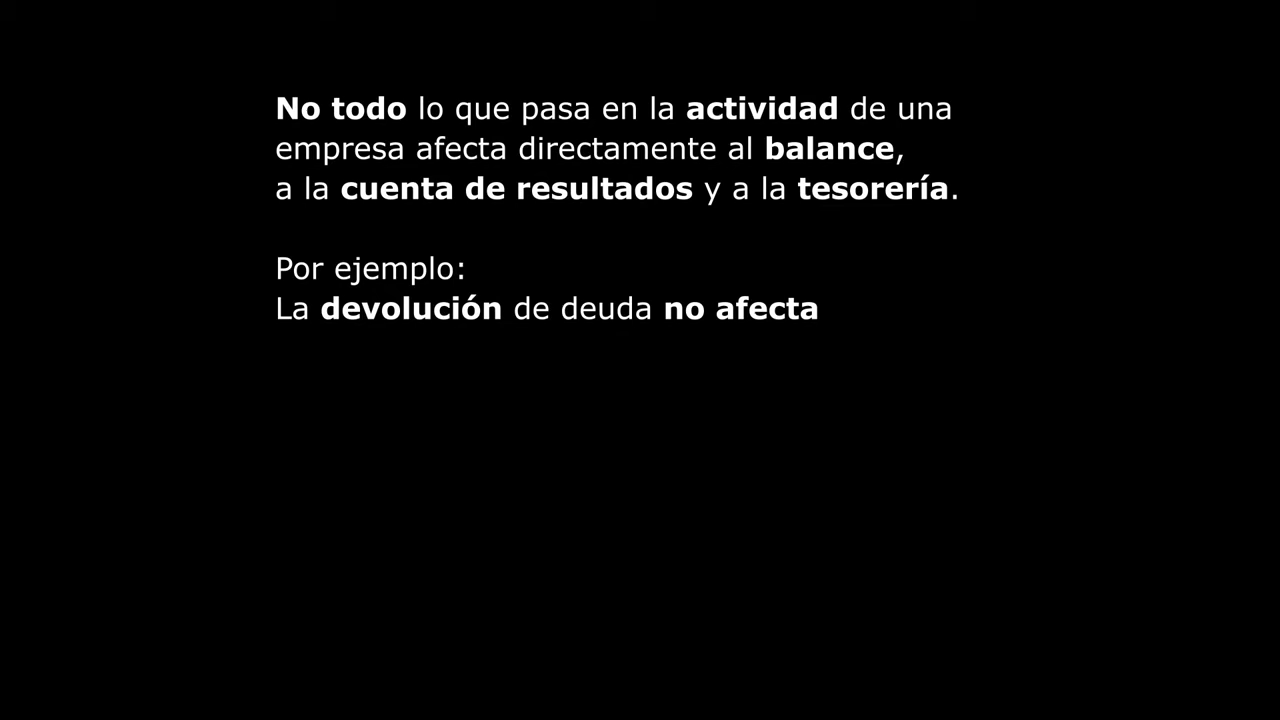 No todo lo que pasa en la actividad de una
empresa afecta directamente al balance,
a la cuenta de resultados y a la tesorería.
Por ejemplo:
La devolución de deuda no afecta